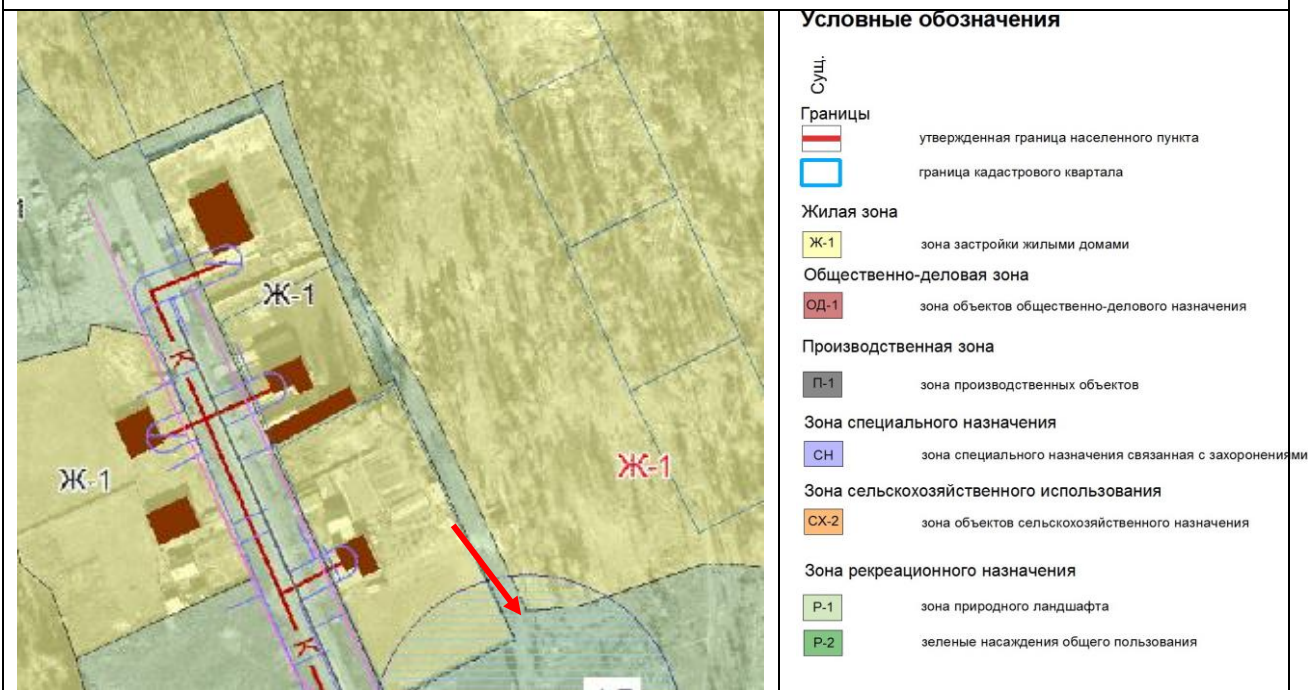 Условные обозначения
Сущ.
Границы
утвержденная граница населенного пункта
граница кадастрового квартала
Жилая зона
Ж-1 зона застройки жилыми домами
Общественно-деловая зона
ОД-1 зона объектов общественно-делового назначения
Производственная зона
П-1 зона производственных объектов
Зона специального назначения
СН зона специального назначения связанная с захоронениями
Зона сельскохозяйственного использования
СХ-2 зона объектов сельскохозяйственного назначения
Зона рекреационного назначения
Р-1 зона природного ландшафта
Р-2 зеленые насаждения общего пользования
Ж-1
К
Ж-1
Ж-1
К